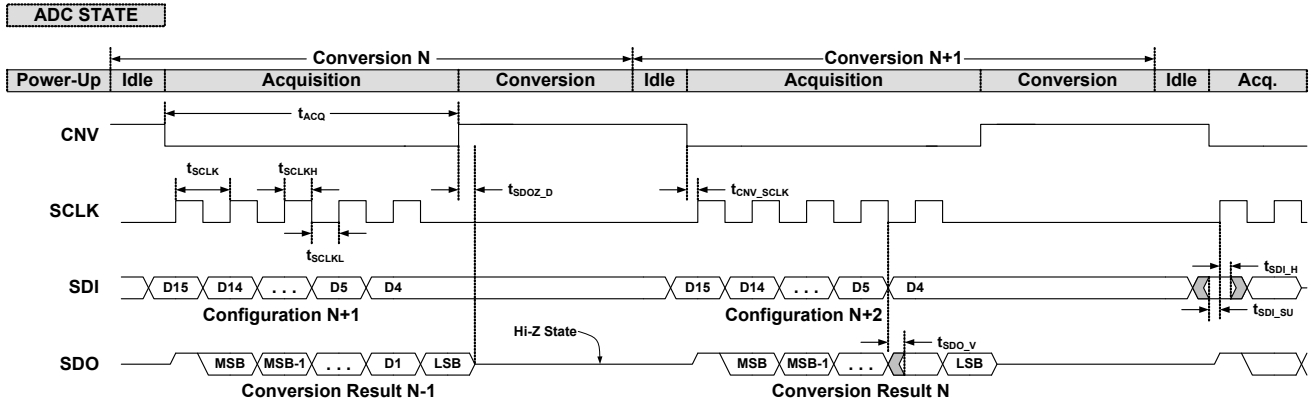 ADC STATE
Conversion N
Conversion N+1
Power-Up Idle Acquisition Conversion Idle Acquisition Conversion Idle Acq.
tACQ
CNV
tSCLK tSCLKH
tSDOZ_D
tCNV_SCLK
SCLK
tSCLKL
tSDI_H
SDI D15 D14 . . . D5 D4 D15 D14 . . . D5 D4
tSDI_SU
Configuration N+1
Configuration N+2
Hi-Z State
tSDO_V
SDO MSB MSB-1 . . . D1 LSB MSB MSB-1 . . . LSB
Conversion Result N-1
Conversion Result N